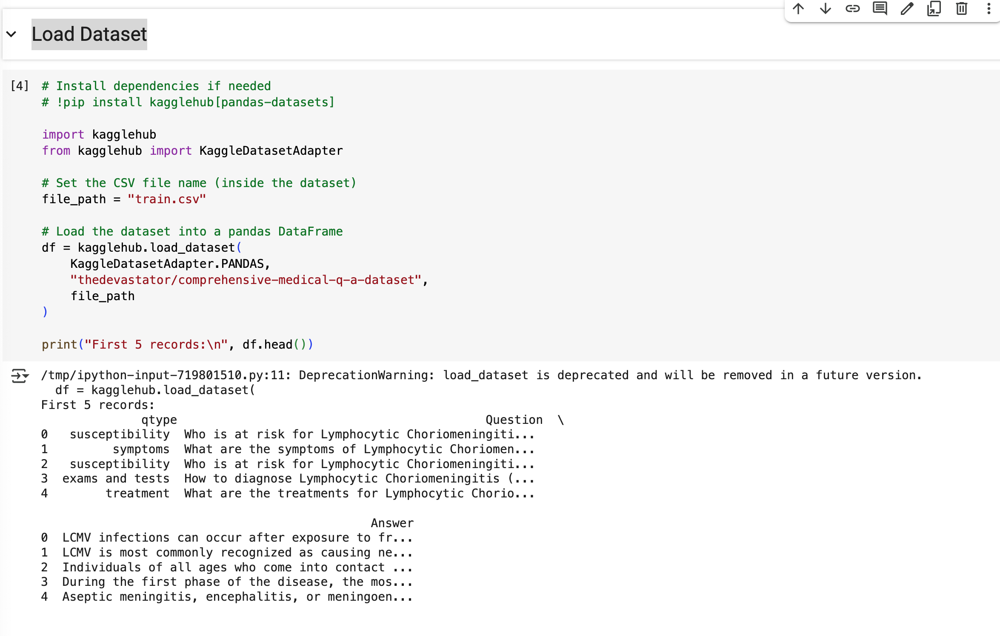 Load Dataset
[4]
# Install dependencies if needed
# !pip install kagglehub[pandas-datasets]
import kagglehub
from kagglehub import KaggleDatasetAdapter
# Set the CSV file name (inside the dataset)
file_path = "train.csv"
# Load the dataset into a pandas DataFrame
df = kagglehub.load_dataset(
    KaggleDatasetAdapter.PANDAS,
    "thedevastator/comprehensive-medical-q-a-dataset",
    file_path
)
print("First 5 records:\n", df.head())
/tmp/ipython-input-719801510.py:11: DeprecationWarning: load_dataset is deprecated and will be removed in a future version.
  df = kagglehub.load_dataset(
First 5 records:
              qtype                                           Question  \
0   susceptibility  Who is at risk for Lymphocytic Choriomeningiti...
1         symptoms  What are the symptoms of Lymphocytic Choriomen...
2   susceptibility  Who is at risk for Lymphocytic Choriomeningiti...
3  exams and tests  How to diagnose Lymphocytic Choriomeningitis (...
4        treatment  What are the treatments for Lymphocytic Chorio...
                                              Answer
0  LCMV infections can occur after exposure to fr...
1  LCMV is most commonly recognized as causing ne...
2  Individuals of all ages who come into contact ...
3  During the first phase of the disease, the mos...
4  Aseptic meningitis, encephalitis, or meningoen...